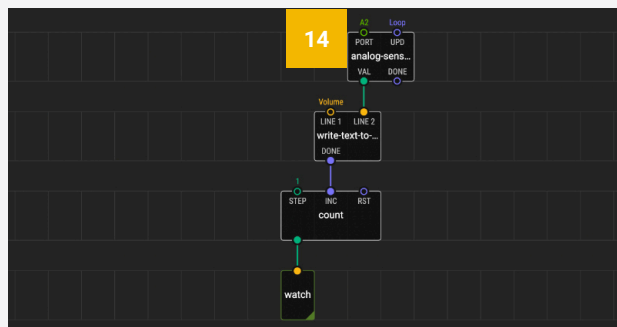 14
A2 Loop
PORT UPD
analog-sens...
VAL DONE
Volume
LINE 1 LINE 2
write-text-to-...
DONE
1
STEP INC RST
count
watch